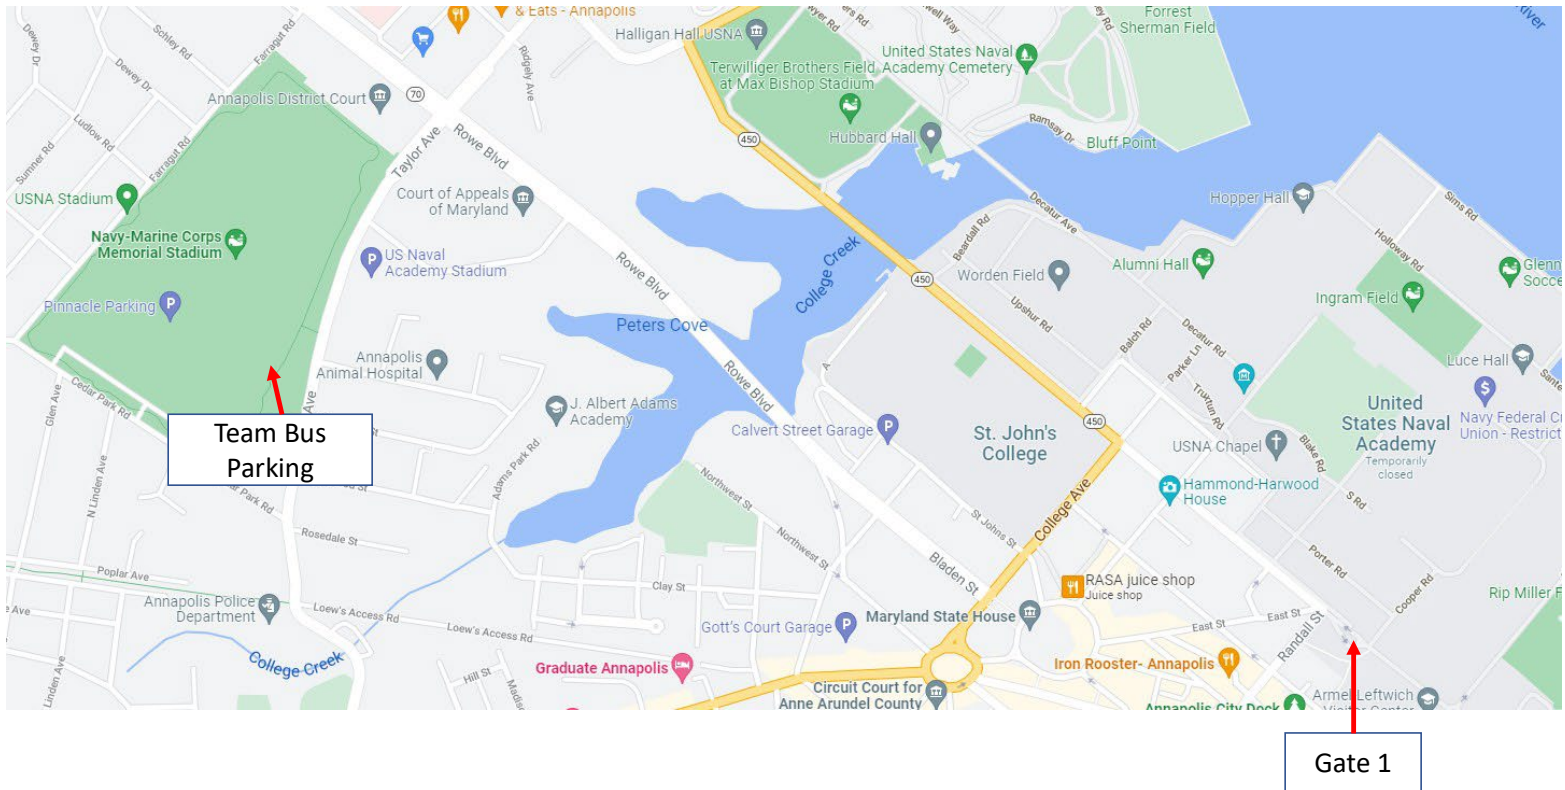 & Eats - Annapolis
Farragut Rd
Schley Rd
Dewey Dr
Dewey Dr
Ludlow Rd
Farragut Rd
Sumner Rd
Annapolis District Court
70
Ridgely Ave
Taylor Ave
Rowe Blvd
USNA Stadium
Court of Appeals
of Maryland
Navy-Marine Corps
Memorial Stadium
US Naval
Academy Stadium
Pinnacle Parking
Annapolis
Animal Hospital
Cedar Park Rd
Glen Ave
N Linden Ave
Ave
Team Bus
Parking
Rosedale St
Poplar Ave
Annapolis Police
Department
Linden Ave
College Creek
Loew's Access Rd
Loew's Access Rd
Hill St
Adams Park Rd
J. Albert Adams
Academy
Rowe Blvd
Peters Cove
Rowe Blvd
Calvert Street Garage
Northwest St
Northwest St
Clay St
Gott's Court Garage
Graduate Annapolis
Circuit Court for
Anne Arundel County
Maryland State House
Bladen St
St Johns St
College Ave
Halligan Hall USNA
Terwilliger Brothers Field
at Max Bishop Stadium
United States Naval
Academy Cemetery
Forrest
Sherman Field
River
Hubbard Hall
Ramsay Dr
Bluff Point
450
College Creek
450
Beardall Rd
Decatur Ave
Worden Field
Upshur Rd
Alumni Hall
Hopper Hall
Sims Rd
Holloway Rd
Glenn
Socce
Ingram Field
Balch Rd
Parker Ln
Decatur Rd
Truxtun Rd
Luce Hall
Sante
United
States Naval
Academy
Temporarily
closed
Navy Federal C
Union - Restrict
450
St. John's
College
USNA Chapel
Blake Rd
Hammond-Harwood
House
S Rd
Porter Rd
Cooper Rd
Rip Miller F
RASA juice shop
Juice shop
East St
East St
Randall St
Iron Rooster- Annapolis
Annapolis City Dock
Armel Leftwich
Visitor Center
Gate 1